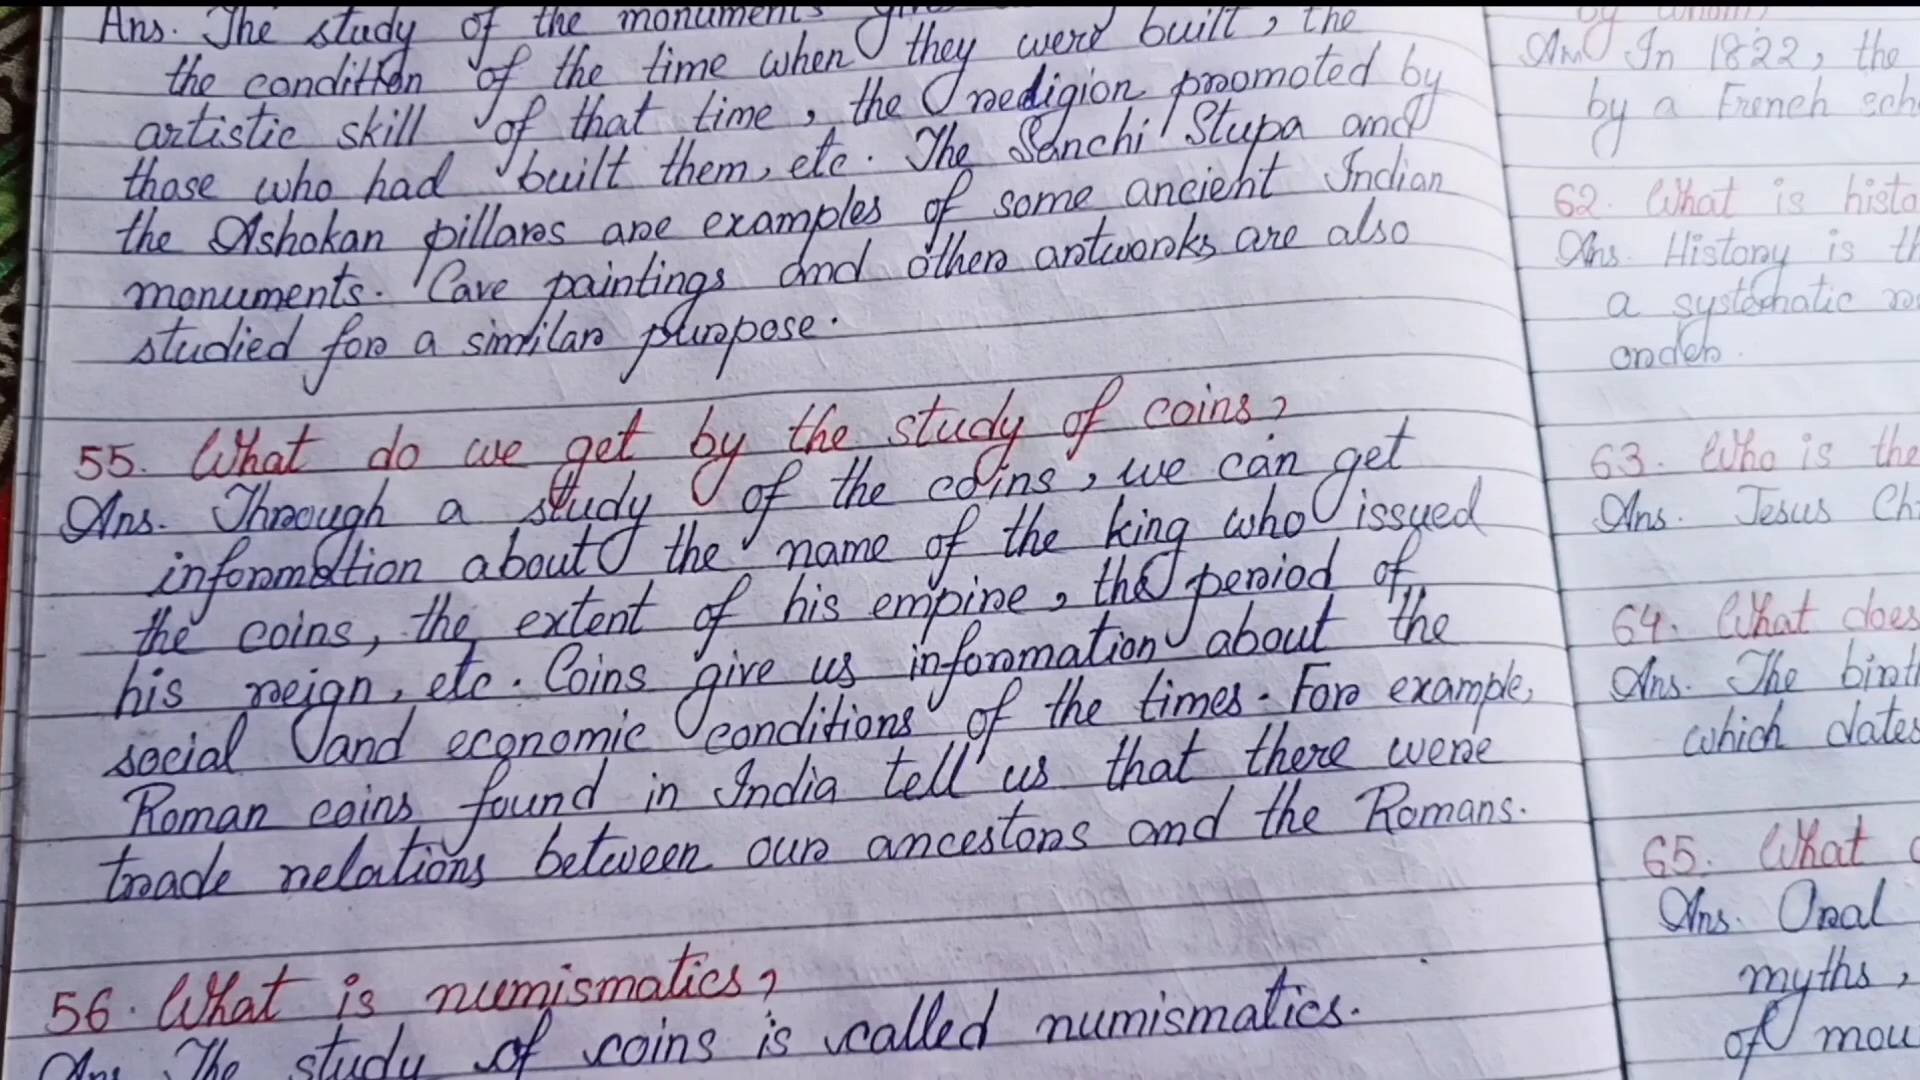 Ans. The study of the monuments
the condition of the time when they were built, the
artistic skill of that time, the religion promoted by
those who had built them, etc. The Sanchi Stupa and
the Ashokan pillars are examples of some ancient Indian
monuments. Cave paintings and other artworks are also
studied for a similar purpose.
55. What do we get by the study of coins?
Ans. Through a study of the coins, we can get
information about the name of the king who issued
the coins, the extent of his empire, the period of
his reign, etc. Coins give us information about the
social and economic conditions of the times. For example,
Roman coins found in India tell us that there were
trade relations between our ancestors and the Romans.
56. What is numismatics?
Ans. The study of coins is called numismatics.
by whom?
Ans In 1822, the
by a French
62. What is
Ans. History is
a systematic
order.
63. Who is the
Ans. Jesus
64. What does
Ans. The
which dates
65. What
Ans. Oral
myths,
of